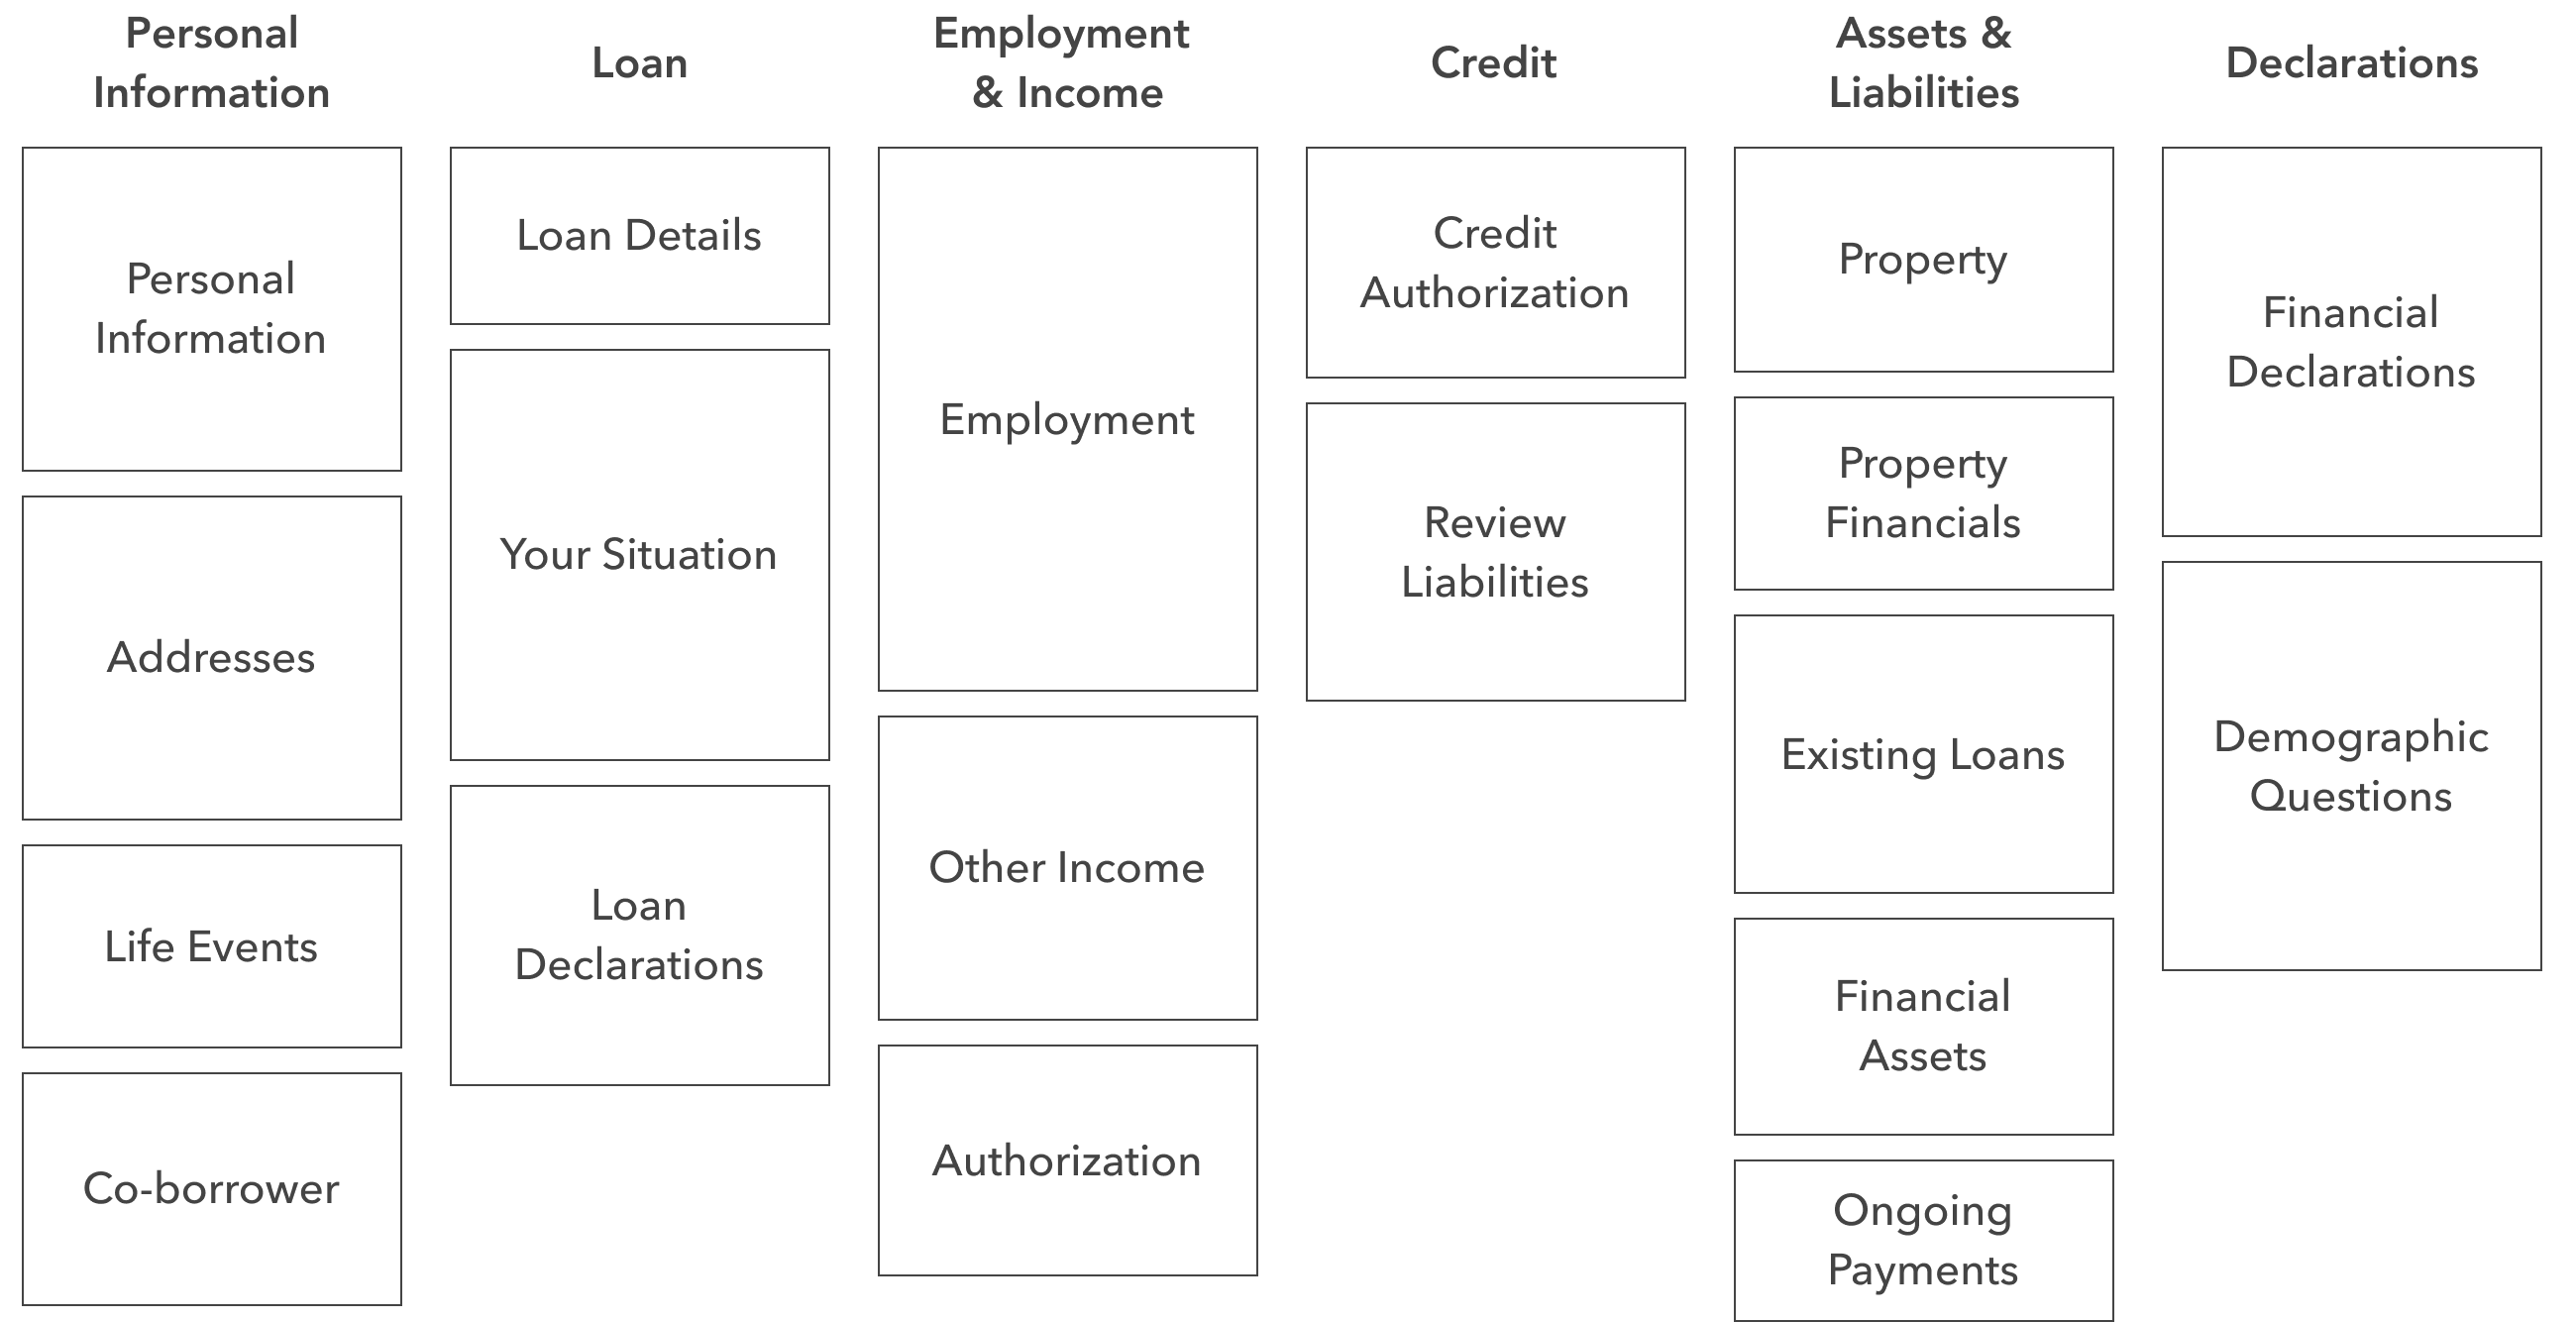 Personal
Information
Personal
Information
Addresses
Life Events
Co-borrower
Loan
Loan Details
Your Situation
Loan
Declarations
Employment
& Income
Employment
Other Income
Authorization
Credit
Credit
Authorization
Review
Liabilities
Assets &
Liabilities
Property
Property
Financials
Existing Loans
Financial
Assets
Ongoing
Payments
Declarations
Financial
Declarations
Demographic
Questions